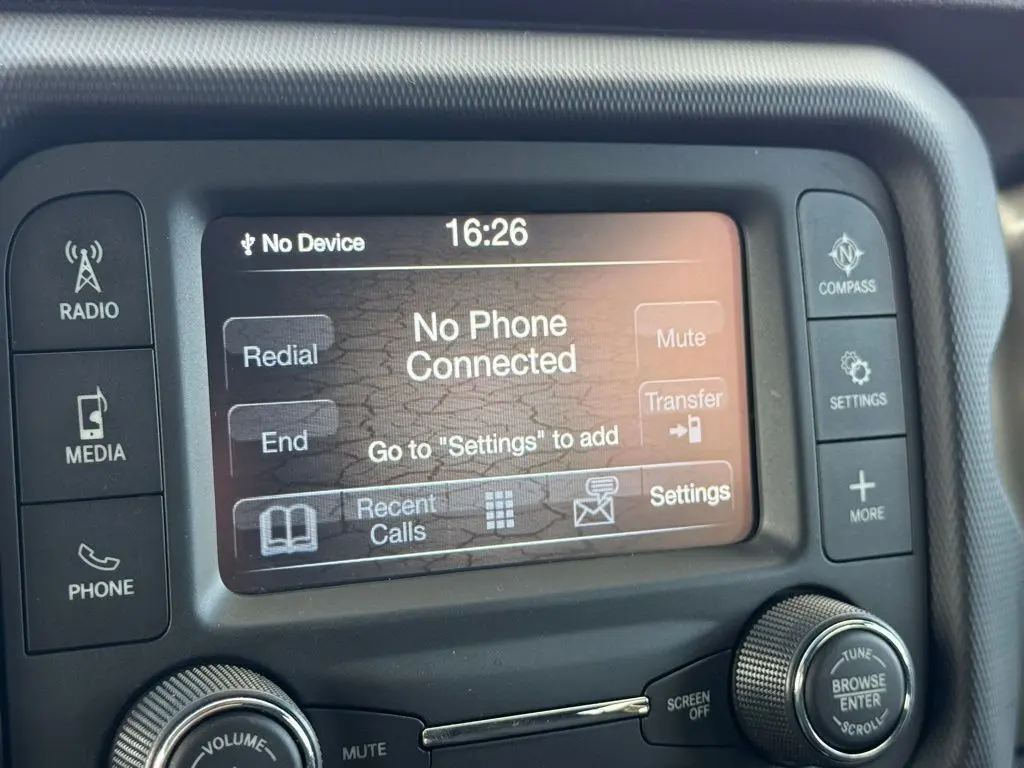 No Device
16:26
RADIO
MEDIA
PHONE
Redial
No Phone
Connected
Mute
End
Transfer
Go to "Settings" to add
Recent
Calls
Settings
N
COMPASS
SETTINGS
MORE
VOLUME
MUTE
SCREEN
OFF
TUNE
BROWSE
ENTER
SCROLL